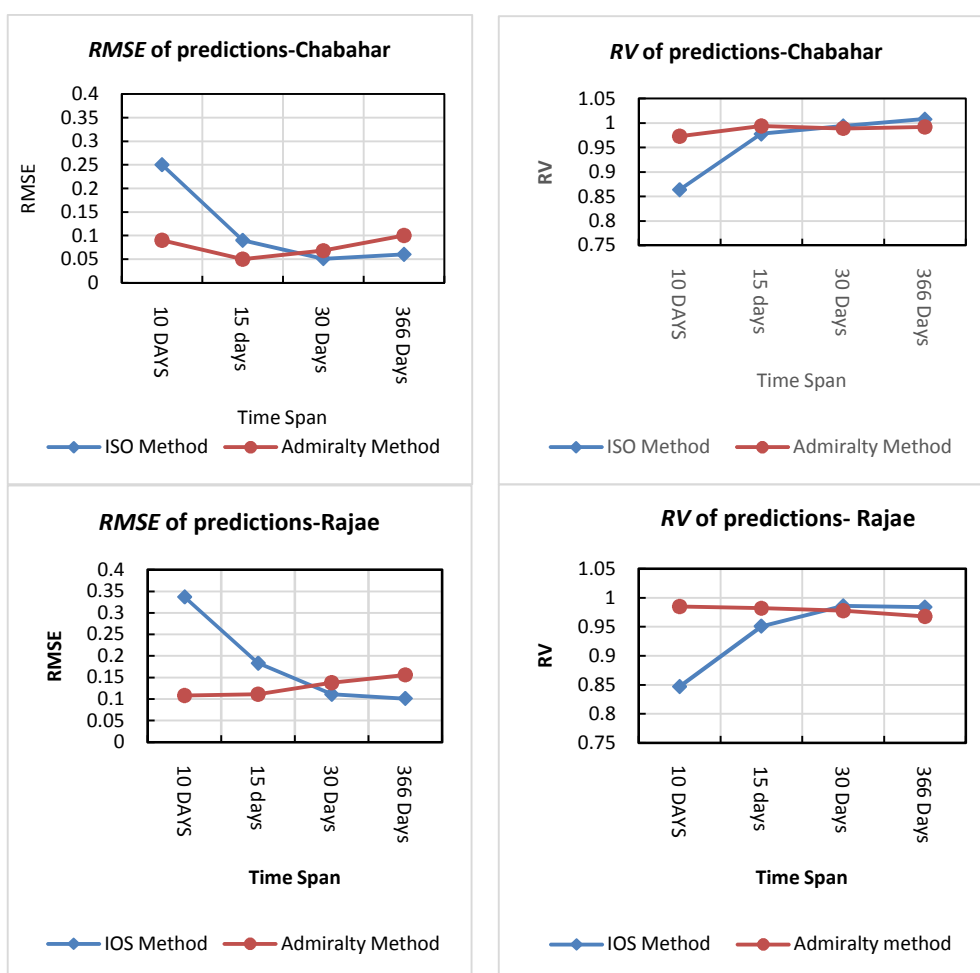 RMSE of predictions-Chabahar
0.4
0.35
0.3
0.25
0.2
0.15
0.1
0.05
0
RMSE
10 DAYS
15 days
30 Days
366 Days
Time Span
ISO Method
Admiralty Method
RV of predictions-Chabahar
1.05
1
0.95
0.9
0.85
0.8
0.75
RV
10 DAYS
15 days
30 Days
366 Days
Time Span
ISO Method
Admiralty Method
RMSE of predictions-Rajae
0.4
0.35
0.3
0.25
0.2
0.15
0.1
0.05
0
RMSE
10 DAYS
15 days
30 Days
366 Days
Time Span
IOS Method
Admiralty Method
RV of predictions- Rajae
1.05
1
0.95
0.9
0.85
0.8
0.75
RV
10 DAYS
15 days
30 Days
366 Days
Time Span
IOS Method
Admiralty method